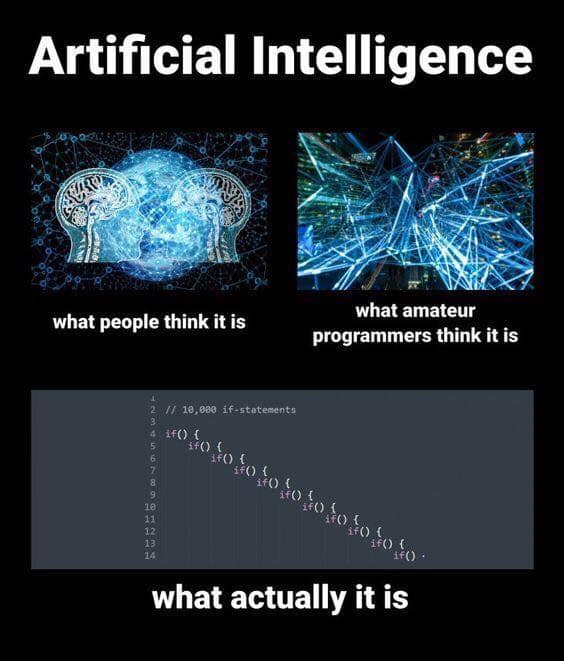 Artificial Intelligence
what people think it is
what amateur
programmers think it is
1
2 // 10,000 if-statements
3
4 if() {
5 if() {
6 if() {
7 if() {
8 if() {
9 if() {
10 if() {
11 if() {
12 if() {
13 if() {
14 if()
what actually it is